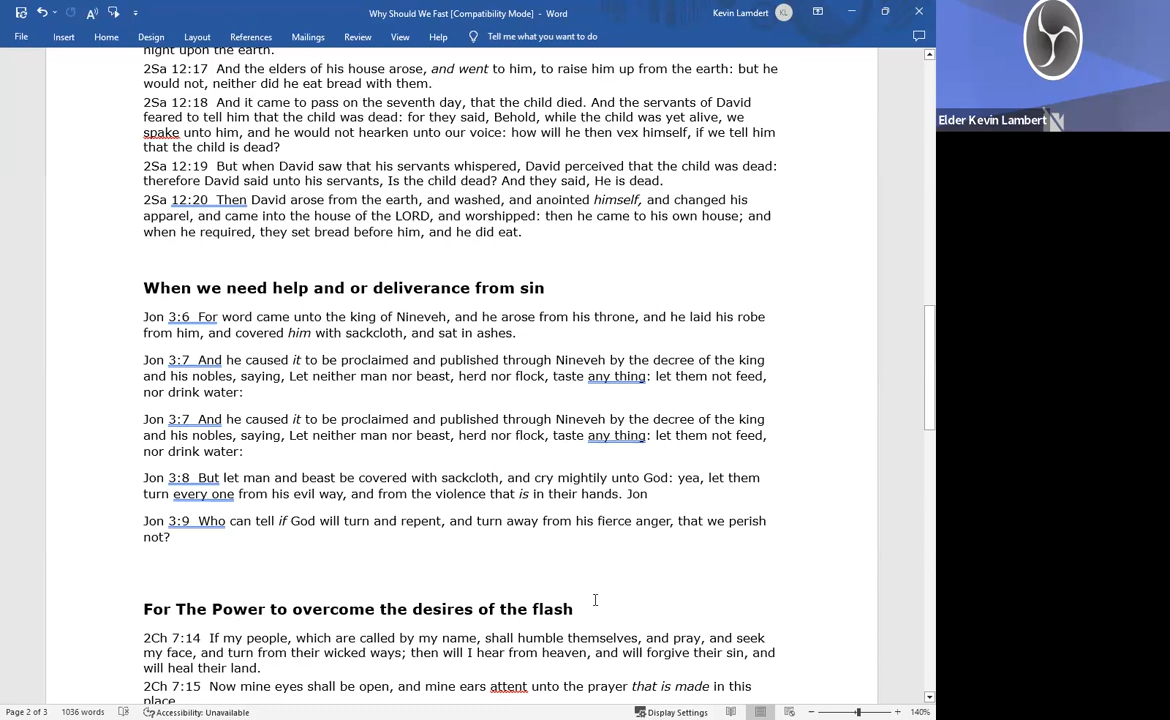 Why Should We Fast [Compatibility Mode] - Word
Kevin Lamdert
KL
File Insert Home Design Layout References Mailings Review View Help Tell me what you want to do
night upon the earth.
2Sa 12:17 And the elders of his house arose, and went to him, to raise him up from the earth: but he
would not, neither did he eat bread with them.
2Sa 12:18 And it came to pass on the seventh day, that the child died. And the servants of David
feared to tell him that the child was dead: for they said, Behold, while the child was yet alive, we
spake unto him, and he would not hearken unto our voice: how will he then vex himself, if we tell him
that the child is dead?
2Sa 12:19 But when David saw that his servants whispered, David perceived that the child was dead:
therefore David said unto his servants, Is the child dead? And they said, He is dead.
2Sa 12:20 Then David arose from the earth, and washed, and anointed himself, and changed his
apparel, and came into the house of the LORD, and worshipped: then he came to his own house; and
when he required, they set bread before him, and he did eat.
When we need help and or deliverance from sin
Jon 3:6 For word came unto the king of Nineveh, and he arose from his throne, and he laid his robe
from him, and covered him with sackcloth, and sat in ashes.
Jon 3:7 And he caused it to be proclaimed and published through Nineveh by the decree of the king
and his nobles, saying, Let neither man nor beast, herd nor flock, taste any thing: let them not feed,
nor drink water:
Jon 3:7 And he caused it to be proclaimed and published through Nineveh by the decree of the king
and his nobles, saying, Let neither man nor beast, herd nor flock, taste any thing: let them not feed,
nor drink water:
Jon 3:8 But let man and beast be covered with sackcloth, and cry mightily unto God: yea, let them
turn every one from his evil way, and from the violence that is in their hands. Jon
Jon 3:9 Who can tell if God will turn and repent, and turn away from his fierce anger, that we perish
not?
For The Power to overcome the desires of the flash
2Ch 7:14 If my people, which are called by my name, shall humble themselves, and pray, and seek
my face, and turn from their wicked ways; then will I hear from heaven, and will forgive their sin, and
will heal their land.
2Ch 7:15 Now mine eyes shall be open, and mine ears attent unto the prayer that is made in this
place.
Page 2 of 3 1036 words Accessibility: Unavailable Display Settings 140%
Elder Kevin Lambert